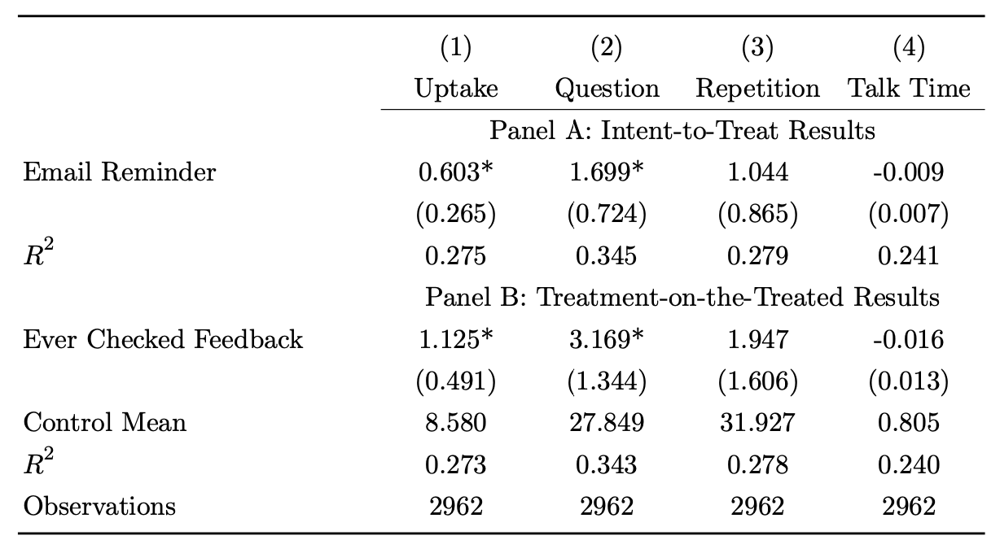 (1) (2) (3) (4)
Uptake Question Repetition Talk Time
Panel A: Intent-to-Treat Results
Email Reminder 0.603* 1.699* 1.044 -0.009
(0.265) (0.724) (0.865) (0.007)
R² 0.275 0.345 0.279 0.241
Panel B: Treatment-on-the-Treated Results
Ever Checked Feedback 1.125* 3.169* 1.947 -0.016
(0.491) (1.344) (1.606) (0.013)
Control Mean 8.580 27.849 31.927 0.805
R² 0.273 0.343 0.278 0.240
Observations 2962 2962 2962 2962